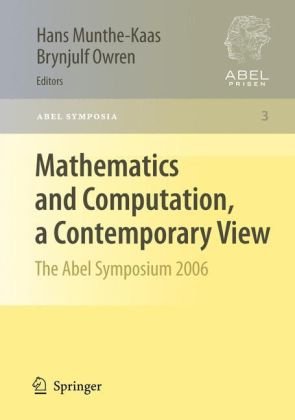 Hans Munthe-Kaas
Brynjulf Owren
Editors
ABEL
PRISEN
ABEL SYMPOSIA
3
Mathematics
and Computation,
a Contemporary View
The Abel Symposium 2006
Springer